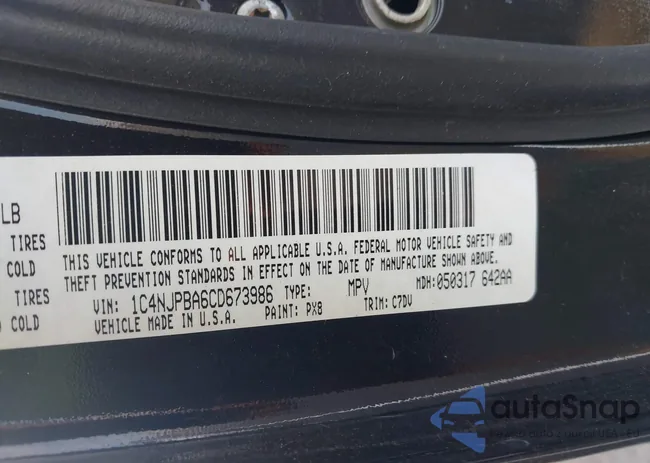 LB
TIRES
COLD
TIRES
COLD
THIS VEHICLE CONFORMS TO ALL APPLICABLE U.S.A. FEDERAL MOTOR VEHICLE SAFETY AND
THEFT PREVENTION STANDARDS IN EFFECT ON THE DATE OF MANUFACTURE SHOWN ABOVE.
VIN: 1C4NJPBA6CD673986 TYPE: MPV MDH: 050317 642AA
VEHICLE MADE IN U.S.A. PAINT: PX8 TRIM: C7DV
autaSnap